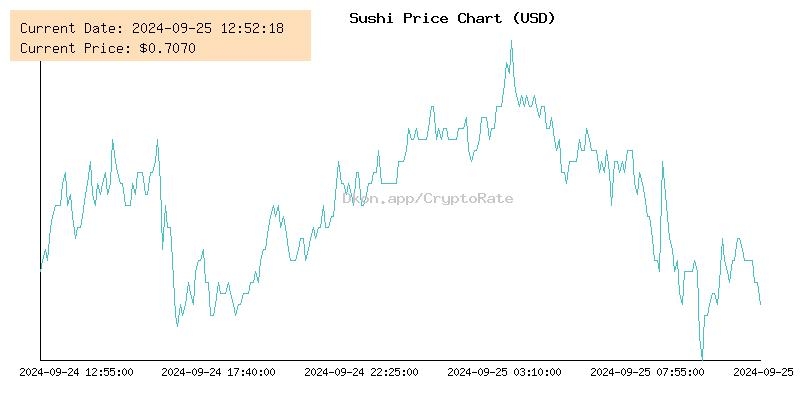 Sushi Price Chart (USD)
Current Date: 2024-09-25 12:52:18
Current Price: $0.7070
Dkon.app/CryptoRate
2024-09-24 12:55:00 2024-09-24 17:40:00 2024-09-24 22:25:00 2024-09-25 03:10:00 2024-09-25 07:55:00 2024-09-25